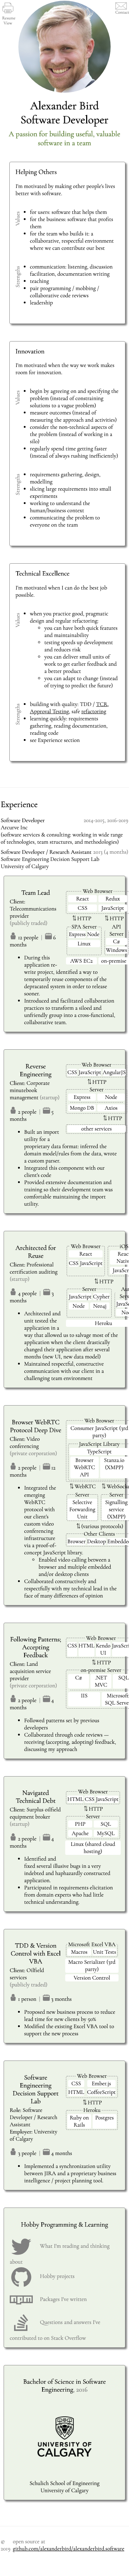 Resume
View
Contact
Alexander Bird
Software Developer
A passion for building useful, valuable
software in a team
Helping Others
I'm motivated by making other people's lives
better with software.
Values
for users: software that helps them
for the business: software that profits
them
for the team who builds it: a
collaborative, respectful environment
where we can contribute our best
Strengths
communication: listening, discussion
facilitation, documentation writing
teaching
pair programming / mobbing /
collaborative code reviews
leadership
Innovation
I'm motivated when the way we work makes
room for innovation.
Values
begin by agreeing on and specifying the
problem (instead of constraining
solutions to a vague problem)
measure outcomes (instead of
measuring the approach and activities)
consider the non-technical aspects of
the problem (instead of working in a
silo)
regularly spend time getting faster
(instead of always rushing inefficiently)
Strengths
requirements gathering, design,
modelling
slicing large requirements into small
experiments
working to understand the
human/business context
communicating the problem to
everyone on the team
Technical Excellence
I'm motivated when I can do the best job
possible.
Values
when you practice good, pragmatic
design and regular refactoring:
you can have both quick features
and maintainability
strong speeds up development
and reduces risk
you can deliver small units of
work to get earlier feedback and
a better product
you can adapt to change (instead
of trying to predict the future)
Strengths
building with quality: TDD / TCR,
Approval Testing, safe refactoring
learning quickly: requirements
gathering, reading documentation,
reading code
see Experience section
Experience
Software Developer 2014-2015, 2016-2023
Arcurve Inc
(software services & consulting: working in wide range
of technologies, team structures, and methodologies)
Software Developer / Research Assistant 2015 (4 months)
Software Engineering Decision Support Lab
University of Calgary
Team Lead
Client:
Telecommunications
provider
(publicly traded)
12 people | 6
months
Web Browser
React Redux
CSS JavaScript
HTTP HTTP
SPA Server API
Express Node Server
Linux C#
Windows
AWS EC2 on-premise
During this
application re-
write project, identified a way to
temporarily reuse components of the
deprecated system in order to release
sooner.
Introduced and facilitated collaboration
practices to transform a siloed and
unfriendly group into a cross-functional,
collaborative team.
Reverse
Engineering
Client: Corporate
minutebook
management (startup)
2 people | 5
months
Web Browser
CSS JavaScript AngularJS
HTTP
Server
Express Node
Mongo DB Axios
HTTP
other services
Build an import
utility for a
proprietary data format: inferred the
domain model/rules from the data, wrote
a custom parser.
Integrated this component with our
client's code
Provided extensive documentation and
training so their development team was
comfortable maintaining the import
utility.
Architected for
Reuse
Client: Professional
certification auditing
(startup)
4 people | 5
months
Web Browser
React
CSS JavaScript
HTTP
Server
JavaScript Cypher
Node Neo4j
Heroku
Architected and
tested the iOS
application in a
way that allowed us to salvage most of the
application when the client drastically
changed their application idea after several
months (new UI, new data model)
Maintained respectful, constructive
communication with our client in a
challenging team environment
Browser WebRTC
Protocol Deep Dive
Client: Video
conferencing
(private corporation)
2 people | 12
months
Web Browser
Consumer JavaScript (3rd
party)
JavaScript Library
TypeScript
Browser Stanza.io
WebRTC (XMPP)
API
WebRTC
Server Server
Selective Signalling
Forwarding service
Unit (XMPP)
(various protocols)
Other Clients
Integrated the
emerging
WebRTC
protocol with
our client's
custom video
conferencing
infrastructure
via a proof-of-
concept JavaScript library.
Enabled video calling between a
browser and multiple embedded
and/or desktop clients
Collaborated constructively and
respectfully with my technical lead in the
face of many differences of opinion
Following Patterns;
Accepting
Feedback
Client: Land
acquisition service
provider
(private corporation)
2 people | 8
months
Web Browser
HTTP
on-premise Server
C# .NET
MVC
IIS Microsoft
SQL Server
Followed patterns set by previous
developers
Collaborated through code reviews —
receiving (accepting, adopting) feedback,
discussing my approach
Navigated
Technical Debt
Client: Surplus oilfield
equipment broker
(startup)
2 people | 4
months
Web Browser
HTML CSS JavaScript
HTTP
Server
PHP SQL
Apache MySQL
Linux (shared cloud
hosting)
Identified and
fixed several illusive bugs in a very
indebted and haphazardly constructed
application.
Participated in requirements elicitation
from domain experts who had little
technical understanding.
TDD & Version
Control with Excel
VBA
Client: Oilfield
services
(publicly traded)
1 person | 3 months
Microsoft Excel VBA
Macros Unit Tests
Macro Serializer (3rd
party)
Version Control
Proposed new business process to reduce
lead time for new clients by 50%
Modified the existing Excel VBA tool to
support the new process
Software
Engineering
Decision Support
Lab
Role: Software
Developer / Research
Assistant
Employer: University
of Calgary
3 people | 4 months
Web Browser
CSS Ember.js
HTML CoffeeScript
HTTP
Heroku
Ruby on Postgres
Rails
Implemented a synchronization utility
between JIRA and a proprietary business
intelligence / project planning tool.
Hobby Programming & Learning
What I'm reading and thinking
about
Hobby projects
npm
Packages I've written
Questions and answers I've
contributed to on Stack Overflow
Bachelor of Science in Software
Engineering, 2016
UNIVERSITY OF
CALGARY
Schulich School of Engineering
University of Calgary
open source at
2023 github.com/alexanderbird/alexanderbird.software